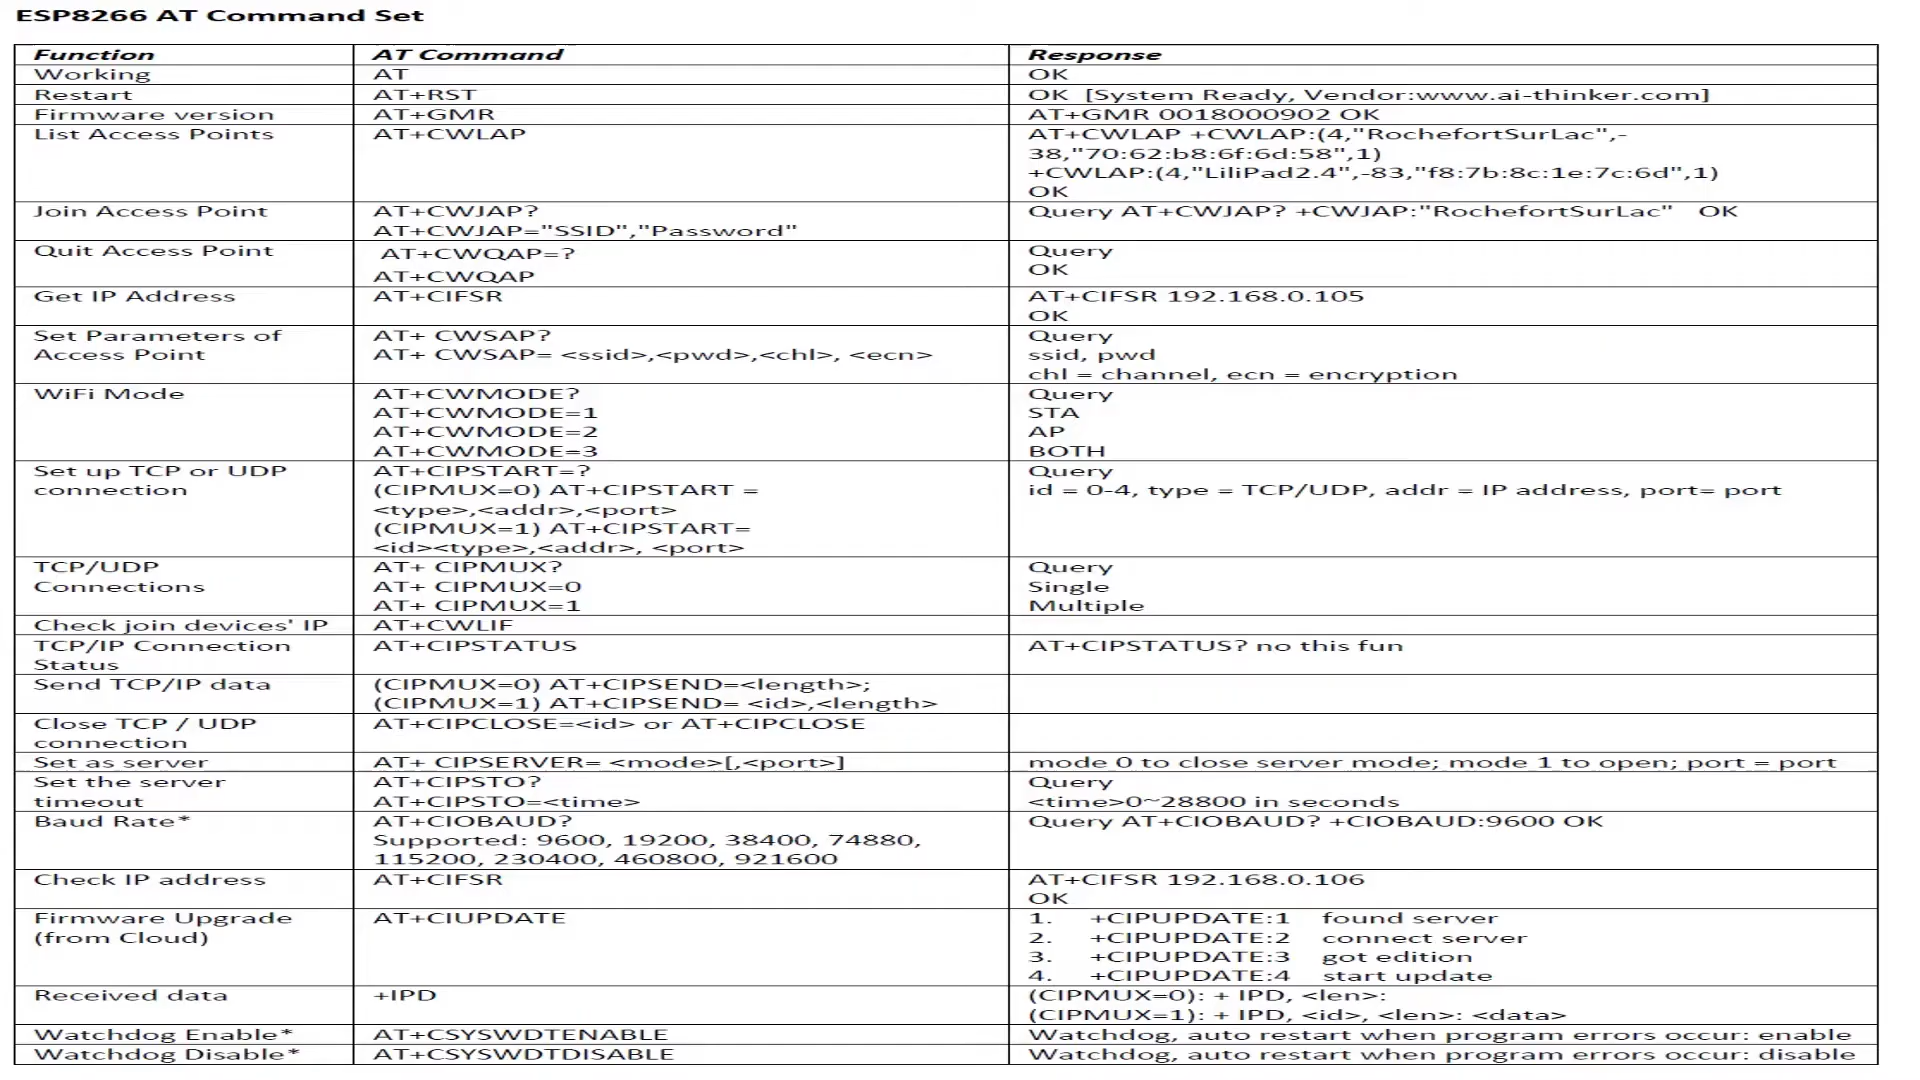 ESP8266 AT Command Set
Function AT Command Response
Working AT OK
Restart AT+RST OK [System Ready, Vendor:www.ai-thinker.com]
Firmware version AT+GMR AT+GMR 0018000902 OK
List Access Points AT+CWLAP AT+CWLAP +CWLAP:(4,"RochefortSurLac",-
38,"70:62:b8:6f:6d:58",1)
+CWLAP:(4,"LiliPad2.4",-83,"f8:7b:8c:1e:7c:6d",1)
OK
Join Access Point AT+CWJAP? Query AT+CWJAP? +CWJAP:"RochefortSurLac" OK
AT+CWJAP="SSID","Password"
Quit Access Point AT+CWQAP=? Query
AT+CWQAP OK
Get IP Address AT+CIFSR AT+CIFSR 192.168.0.105
OK
Set Parameters of AT+ CWSAP? Query
Access Point AT+ CWSAP= <ssid>,<pwd>,<chl>, <ecn> ssid, pwd
chl = channel, ecn = encryption
WiFi Mode AT+CWMODE? Query
AT+CWMODE=1 STA
AT+CWMODE=2 AP
AT+CWMODE=3 BOTH
Set up TCP or UDP AT+CIPSTART=? Query
connection (CIPMUX=0) AT+CIPSTART = id = 0-4, type = TCP/UDP, addr = IP address, port= port
<type>,<addr>,<port>
(CIPMUX=1) AT+CIPSTART=
<id><type>,<addr>, <port>
TCP/UDP AT+ CIPMUX? Query
Connections AT+ CIPMUX=0 Single
AT+ CIPMUX=1 Multiple
Check join devices' IP AT+CWLIF
TCP/IP Connection AT+CIPSTATUS AT+CIPSTATUS? no this fun
Status
Send TCP/IP data (CIPMUX=0) AT+CIPSEND=<length>;
(CIPMUX=1) AT+CIPSEND= <id>,<length>
Close TCP / UDP AT+CIPCLOSE=<id> or AT+CIPCLOSE
connection
Set as server AT+ CIPSERVER= <mode>[,<port>] mode 0 to close server mode; mode 1 to open; port = port
Set the server AT+CIPSTO? Query
timeout AT+CIPSTO=<time> <time>0~28800 in seconds
Baud Rate* AT+CIOBAUD? Query AT+CIOBAUD? +CIOBAUD:9600 OK
Supported: 9600, 19200, 38400, 74880,
115200, 230400, 460800, 921600
Check IP address AT+CIFSR AT+CIFSR 192.168.0.106
OK
Firmware Upgrade AT+CIUPDATE 1. +CIPUPDATE:1 found server
(from Cloud) 2. +CIPUPDATE:2 connect server
3. +CIPUPDATE:3 got edition
4. +CIPUPDATE:4 start update
Received data +IPD (CIPMUX=0): + IPD, <len>:
(CIPMUX=1): + IPD, <id>, <len>: <data>
Watchdog Enable* AT+CSYSWDTENABLE Watchdog, auto restart when program errors occur: enable
Watchdog Disable* AT+CSYSWDTDISABLE Watchdog, auto restart when program errors occur: disable